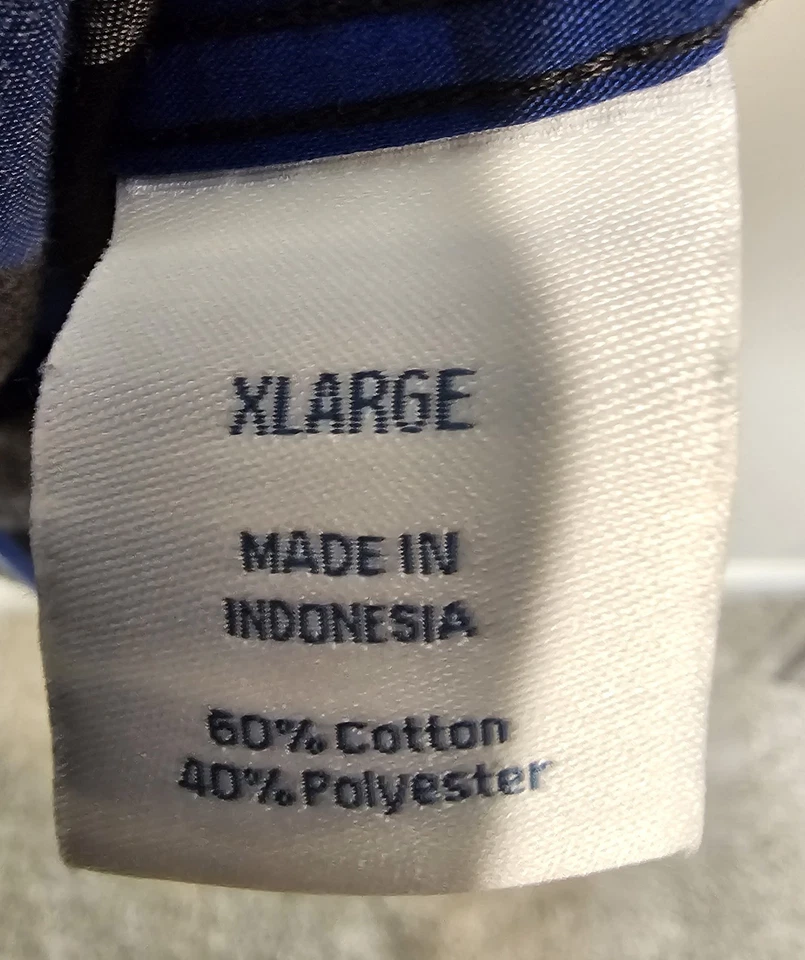 XLARGE
MADE IN
INDONESIA
60% Cotton
40% Polyester